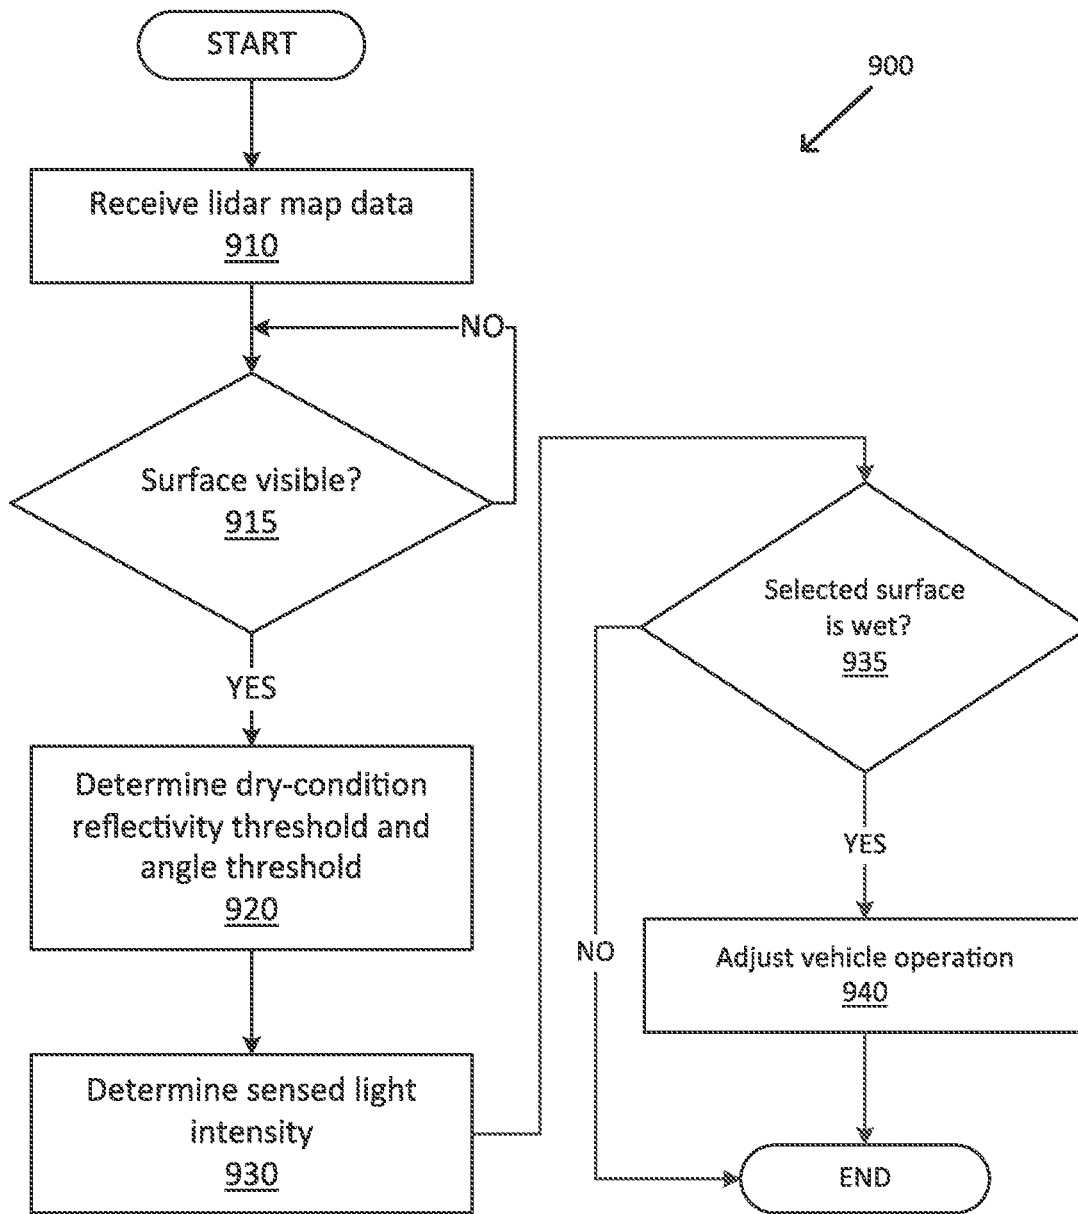 START
900
Receive lidar map data
910
NO
Surface visible?
915
YES
Determine dry-condition
reflectivity threshold and
angle threshold
920
Determine sensed light
intensity
930
Selected surface
is wet?
935
YES
NO
Adjust vehicle operation
940
END